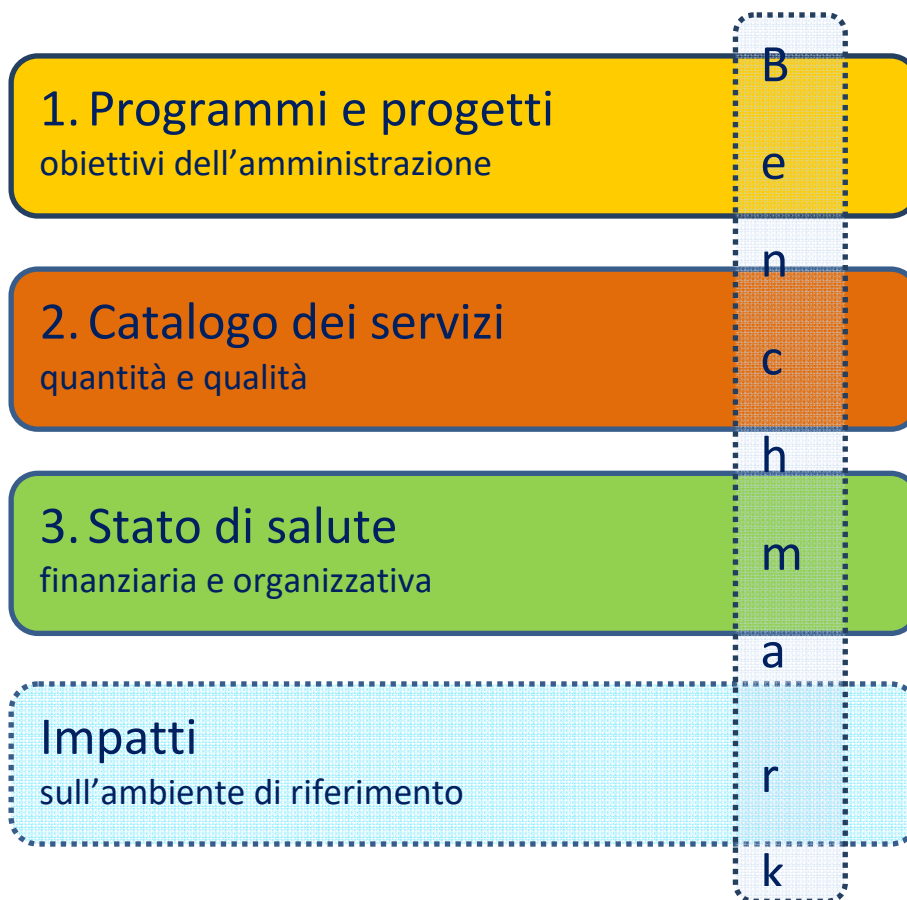 1. Programmi e progetti
obiettivi dell'amministrazione
2. Catalogo dei servizi
quantità e qualità
3. Stato di salute
finanziaria e organizzativa
Impatti
sull'ambiente di riferimento
B
e
n
c
h
m
a
r
k